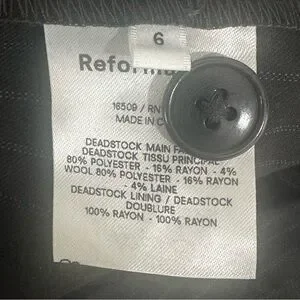 6
Reforma
16509 / RN
MADE IN C
DEADSTOCK MAIN FA
DEADSTOCK TISSU PRINCIPAL
80% POLYESTER - 16% RAYON - 4%
WOOL 80% POLYESTER - 16% RAYON
- 4% LAINE
DEADSTOCK LINING / DEADSTOCK
DOUBLURE
100% RAYON - 100% RAYON